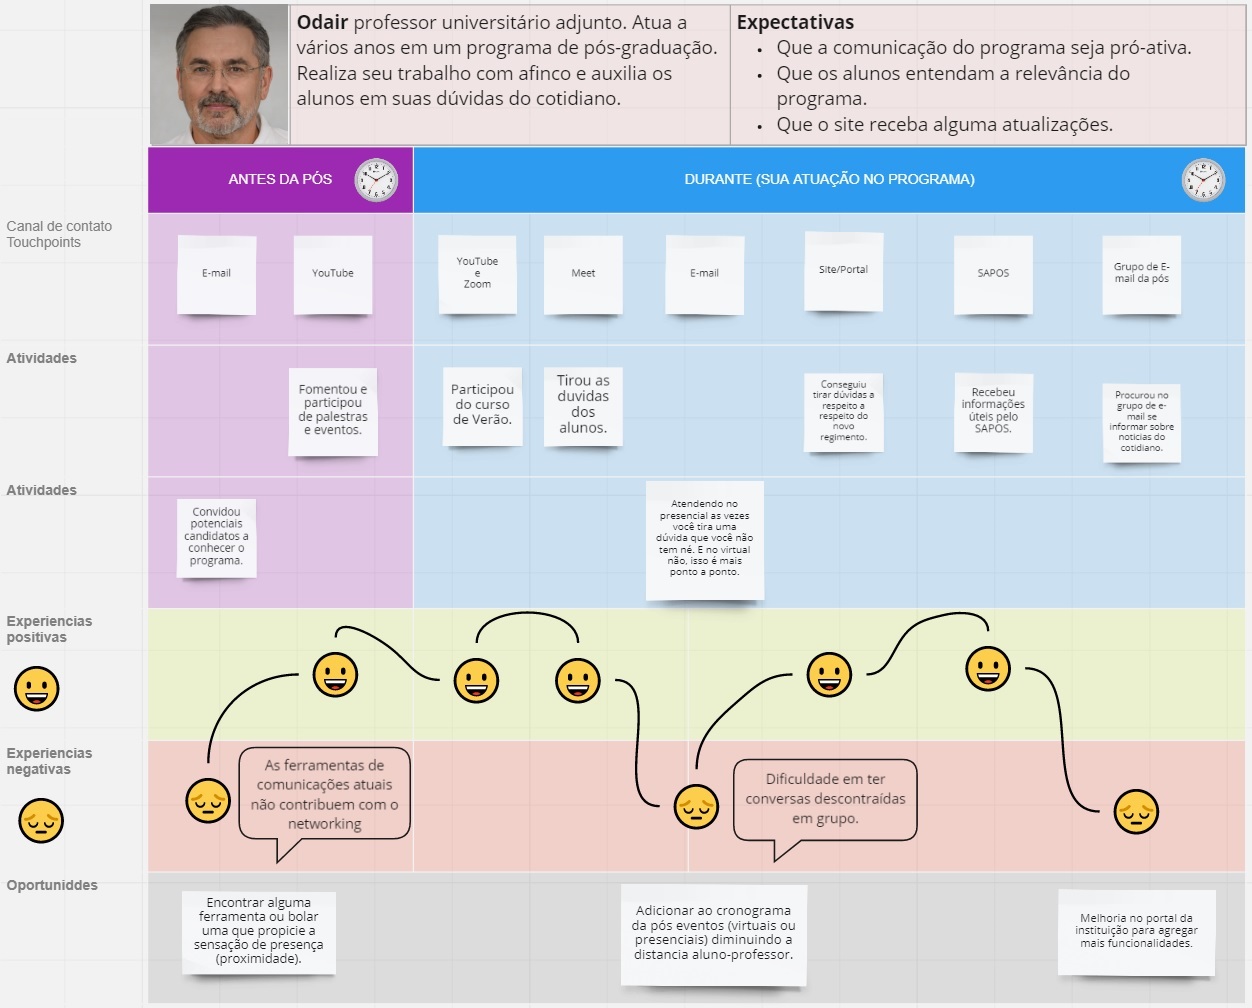 Odair professor universitário adjunto. Atua a
vários anos em um programa de pós-graduação.
Realiza seu trabalho com afinco e auxilia os
alunos em suas dúvidas do cotidiano.
Expectativas
• Que a comunicação do programa seja pró-ativa.
• Que os alunos entendam a relevância do
programa.
• Que o site receba alguma atualizações.
ANTES DA PÓS
DURANTE (SUA ATUAÇÃO NO PROGRAMA)
Canal de contato
Touchpoints
E-mail
YouTube
YouTube
e
Zoom
Meet
E-mail
Site/Portal
SAPOS
Grupo de E-
mail da pós
Atividades
Fomentou e
participou
de palestras
e eventos.
Participou
do curso
de Verão.
Tirou as
duvidas
dos
alunos.
Conseguiu
tirar dúvidas a
respeito a
respeito do
novo
regimento.
Recebeu
informações
úteis pelo
SAPOS.
Procurou no
grupo de e-
mail se
informar sobre
noticias do
cotidiano.
Atividades
Convidou
potenciais
candidatos a
conhecer o
programa.
Atendendo no
presencial as vezes
você tira uma
dúvida que você não
tem né. E no virtual
não, isso é mais
ponto a ponto.
Experiencias
positivas
Experiencias
negativas
As ferramentas de
comunicações atuais
não contribuem com o
networking
Dificuldade em ter
conversas descontraídas
em grupo.
Oportuniddes
Encontrar alguma
ferramenta ou bolar
uma que propicie a
sensação de presença
(proximidade).
Adicionar ao cronograma
da pós eventos (virtuais ou
presenciais) diminuindo a
distancia aluno-professor.
Melhoria no portal da
instituição para agregar
mais funcionalidades.